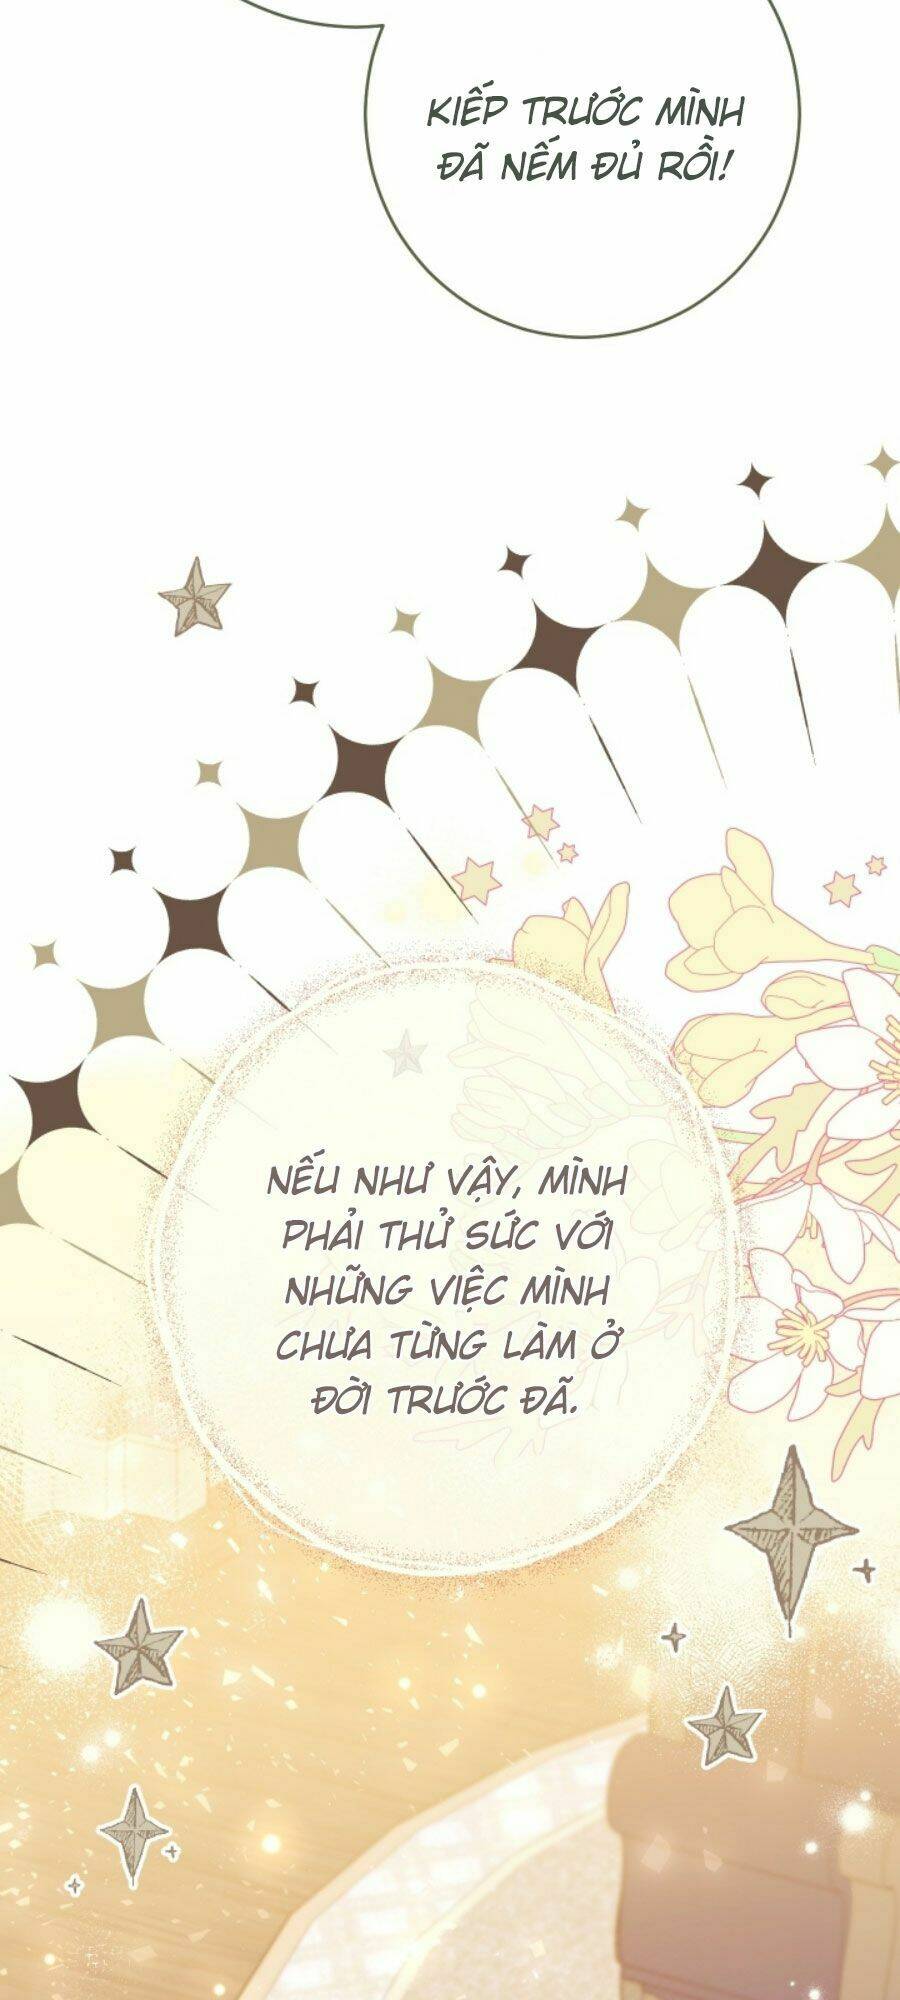 KIẾP TRƯỚC MÌNH
ĐÃ NẾM ĐỦ RỒI!
NẾU NHƯ VẬY, MÌNH
PHẢI THỬ SỨC VỚI
NHỮNG VIỆC MÌNH
CHƯA TỪNG LÀM Ở
ĐỜI TRƯỚC ĐÃ.